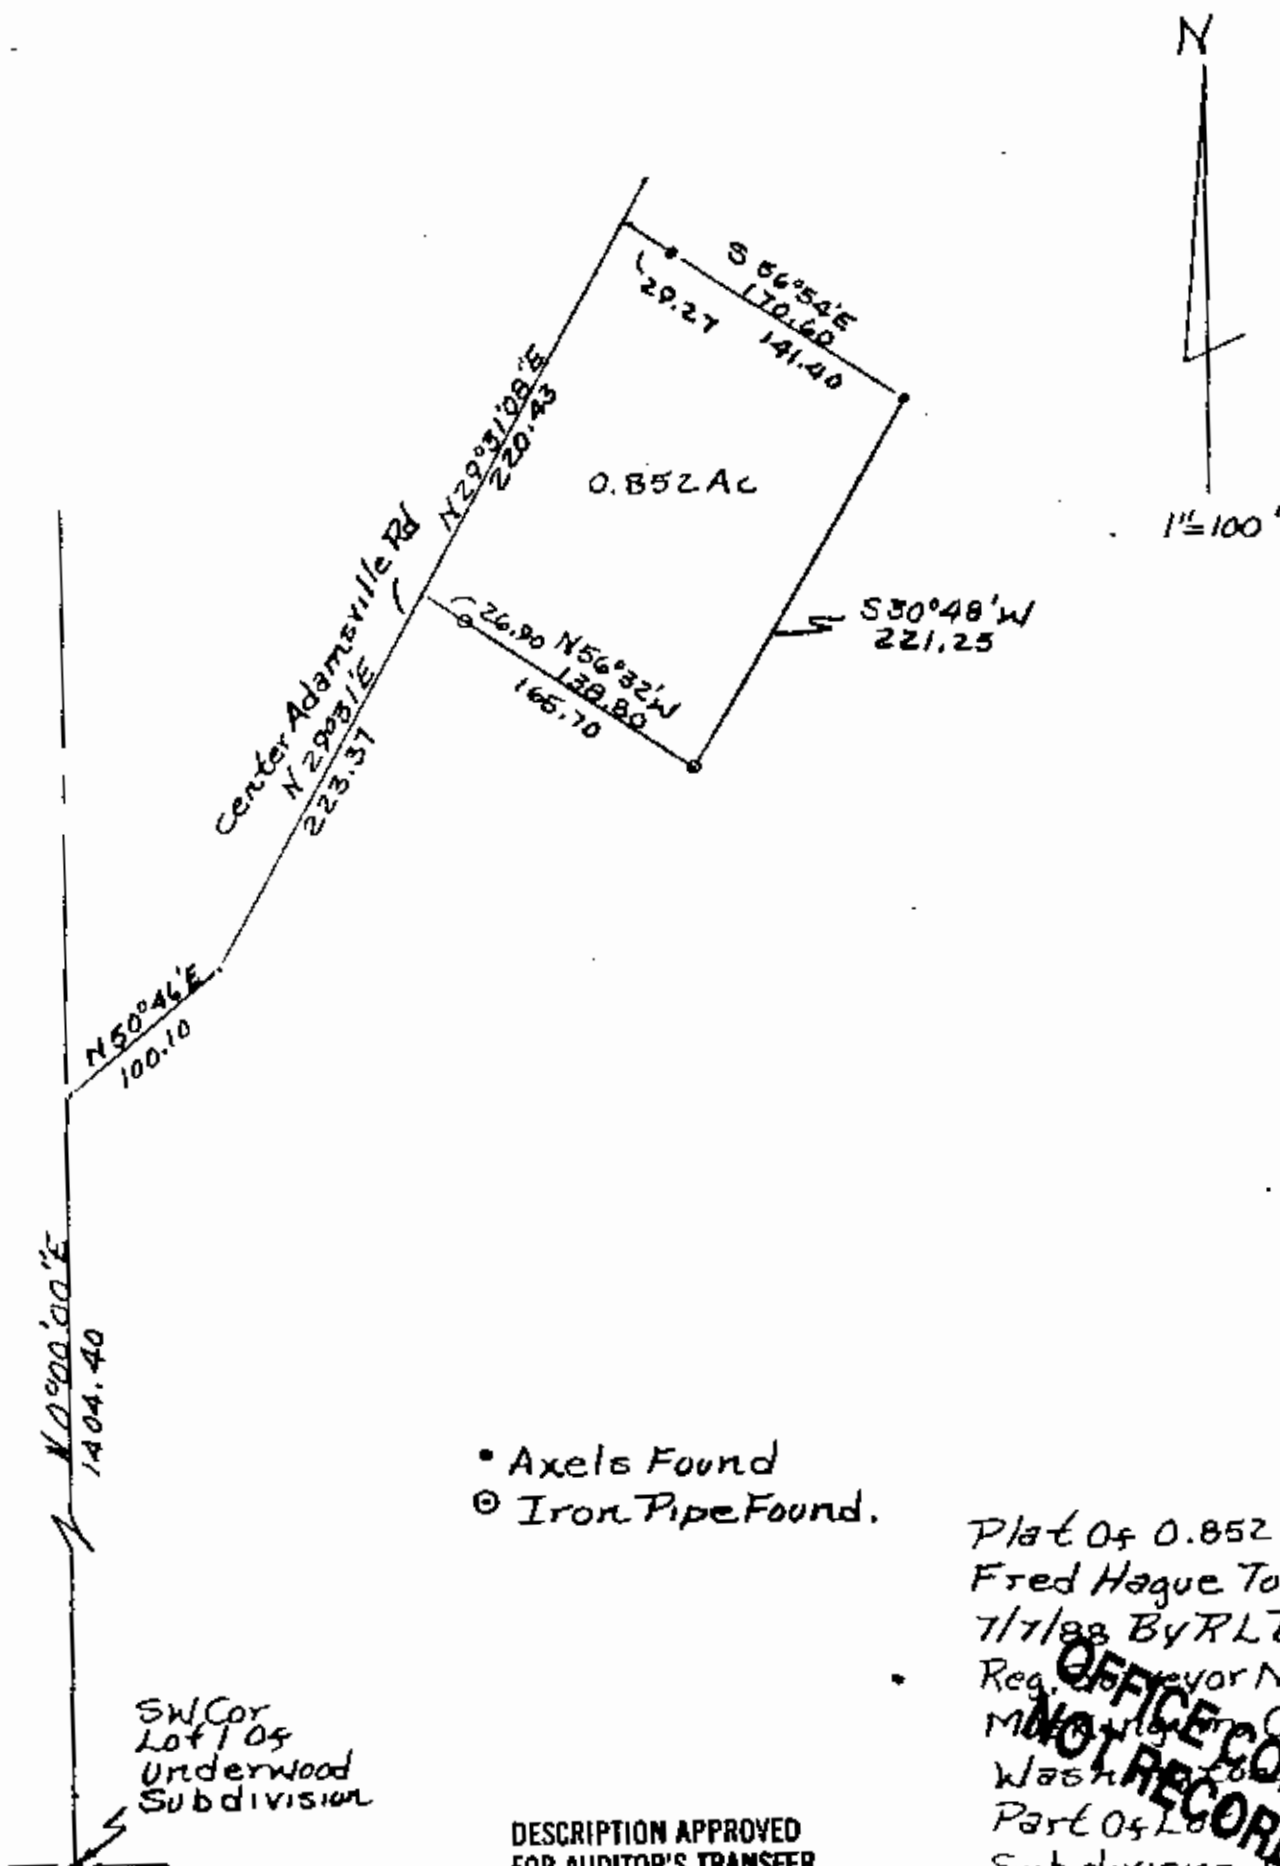 N
1"=100'
S 56°54'E
170.60
29.27
141.40
N29°31'08"E
220.43
0.852 Ac
S30°48'W
221.25
26.90
N56°32'W
138.80
165.70
center Adamsville Rd
N 29°31'E
223.37
N50°46'E
100.10
N0°00'00"E
1404.40
• Axels Found
⊙ Iron Pipe Found.
SW Cor
Lot 1 Of
Underwood
Subdivision
DESCRIPTION APPROVED
FOR AUDITOR'S TRANSFER
Plat Of 0.852
Fred Hague To
7/7/88 By RL
Reg.
Part Of
Subdivision
OFFICE
NOT